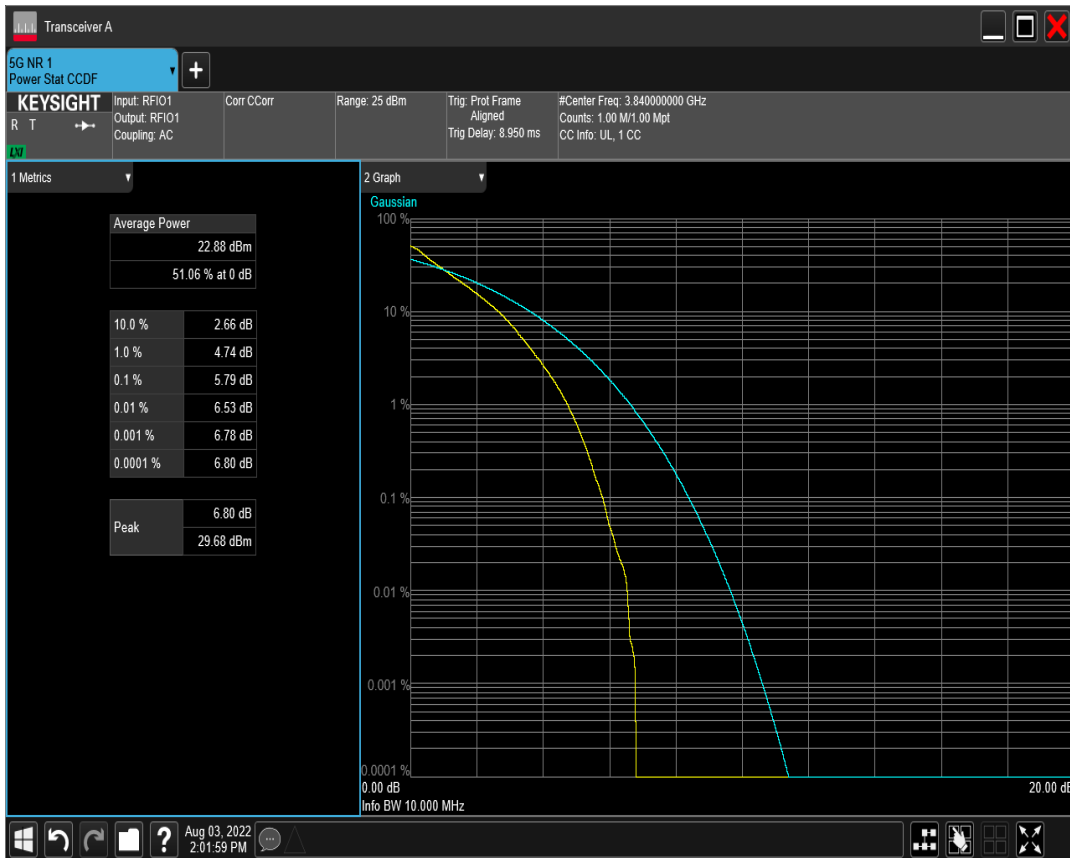 Transceiver A
5G NR 1
Power Stat CCDF
+
KEYSIGHT
R T
LXI
Input: RFIO1
Output: RFIO1
Coupling: AC
Corr CCorr
Range: 25 dBm
Trig: Prot Frame
Aligned
Trig Delay: 8.950 ms
#Center Freq: 3.840000000 GHz
Counts: 1.00 M/1.00 Mpt
CC Info: UL, 1 CC
1 Metrics
Average Power
22.88 dBm
51.06 % at 0 dB
10.0 % 2.66 dB
1.0 % 4.74 dB
0.1 % 5.79 dB
0.01 % 6.53 dB
0.001 % 6.78 dB
0.0001 % 6.80 dB
Peak
6.80 dB
29.68 dBm
2 Graph
Gaussian
100 %
10 %
1 %
0.1 %
0.01 %
0.001 %
0.0001 %
0.00 dB 20.00 dB
Info BW 10.000 MHz
?
Aug 03, 2022
2:01:59 PM